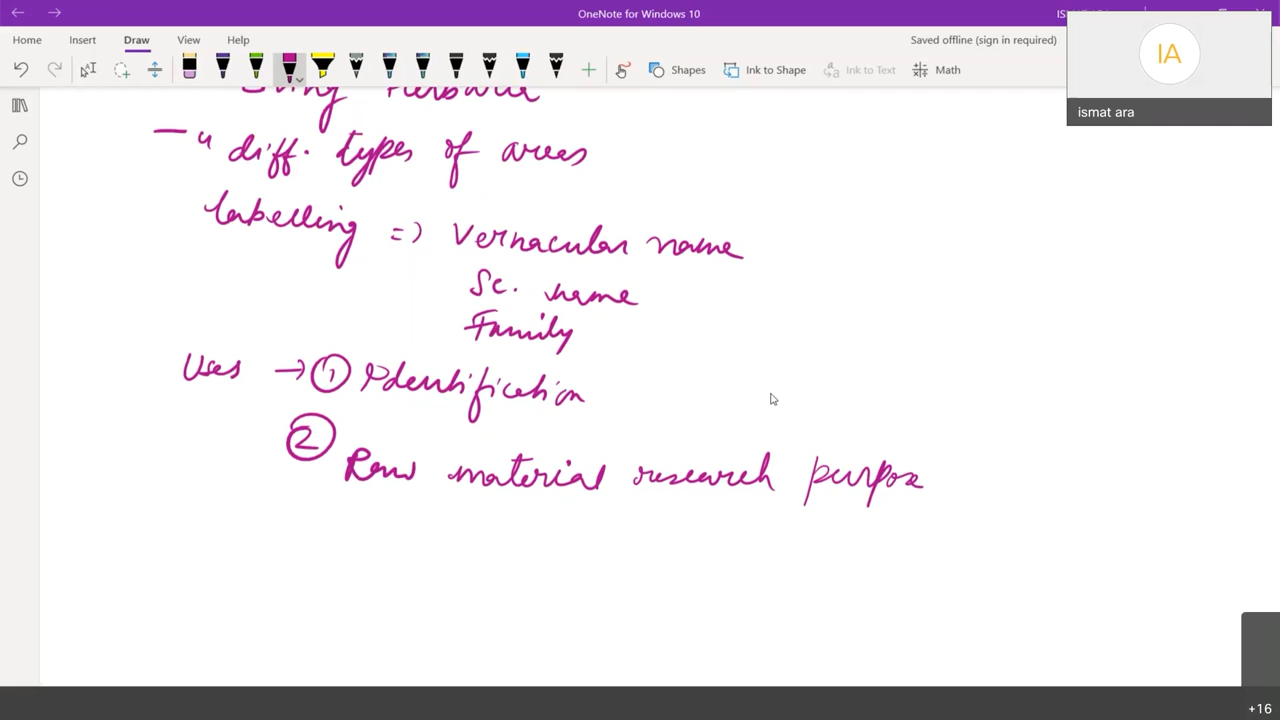 OneNote for Windows 10
Home Insert Draw View Help
Saved offline (sign in required)
Shapes Ink to Shape Ink to Text Math
IA
ismat ara
Living Herbaria
— " diff. types of areas
labelling => Vernacular name
Sc. name
Family
Uses → 1 Identification
2
Raw material research purpose
+16